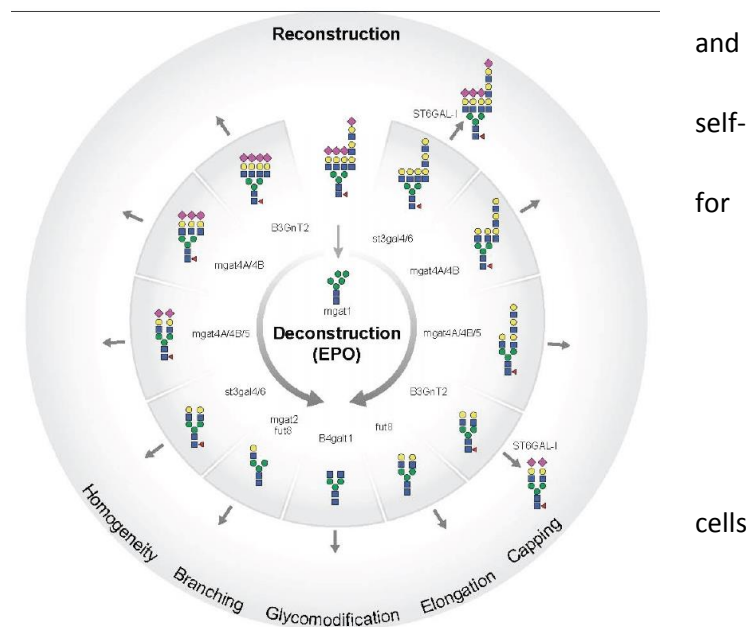 Reconstruction
and
ST6GAL-I
self-
for
B3GnT2
st3gal4/6
mgat4A/4B
mgat4A/4B
mgat1
mgat4A/4B/5
Deconstruction
(EPO)
mgat4A/4B/5
st3gal4/6
B3GnT2
mgat2
fut8
B4galt1
fut8
ST6GAL-I
cells
Homogeneity
Branching
Glycomodification
Elongation
Capping